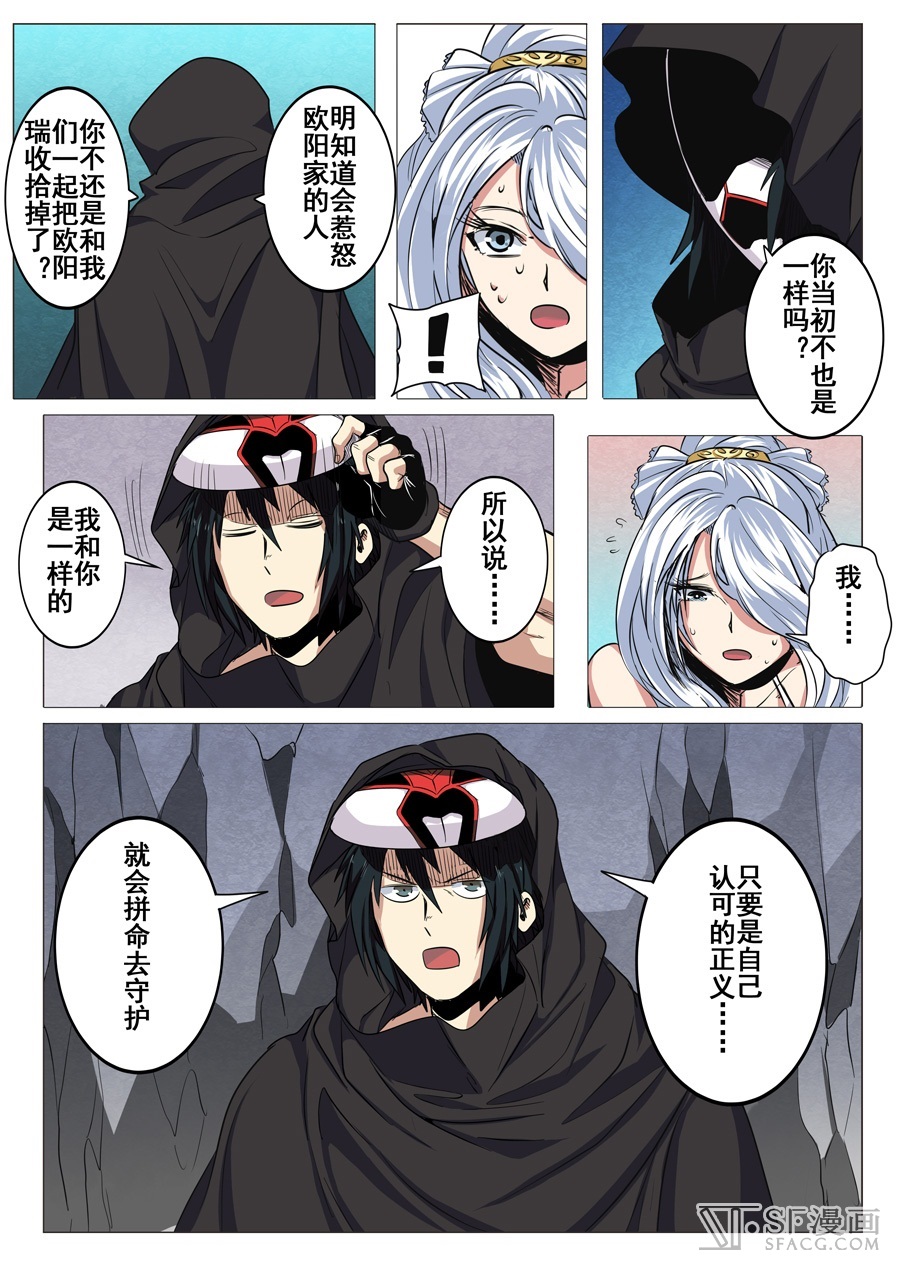 你当初不也是
一样吗？
！
明知道会惹怒
欧阳家的人
你不还是和我
们一起把欧阳
瑞收拾掉了？
我……
所以说……
我和你
是一样的
只要是自己
认可的正义
……
就会拼命去守护
SF漫画
SFACG.COM